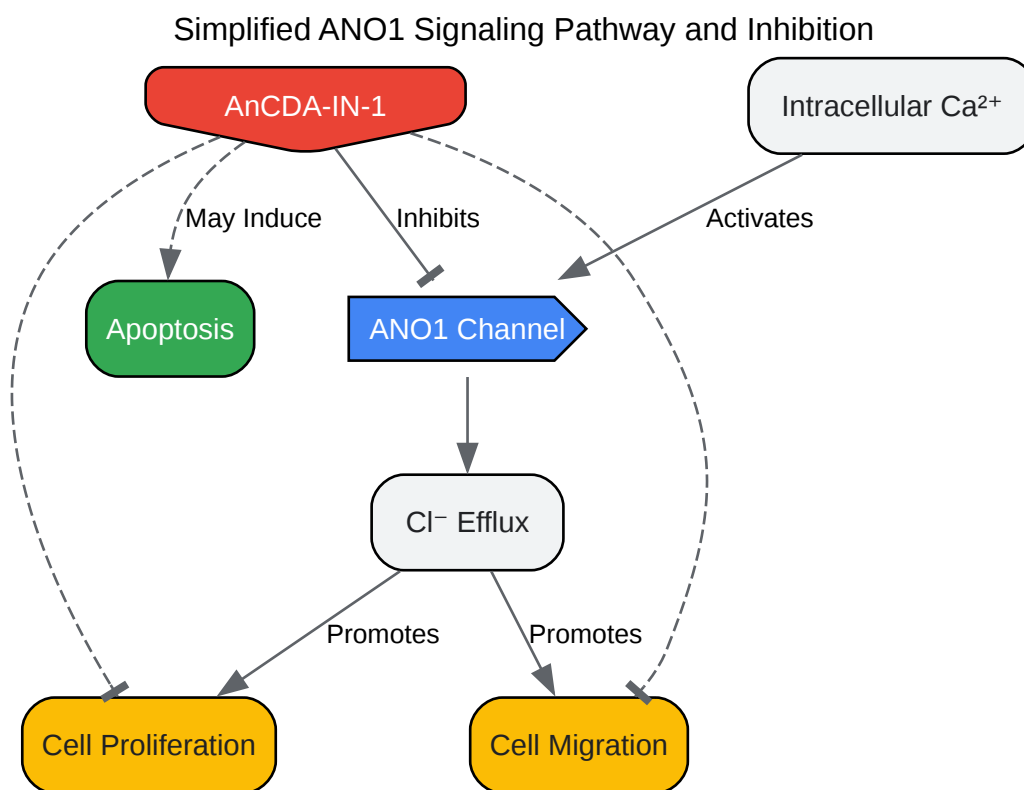 Simplified ANO1 Signaling Pathway and Inhibition
AnCDA-IN-1
Intracellular Ca²⁺
May Induce
Inhibits
Activates
Apoptosis
ANO1 Channel
Cl⁻ Efflux
Promotes
Promotes
Cell Proliferation
Cell Migration